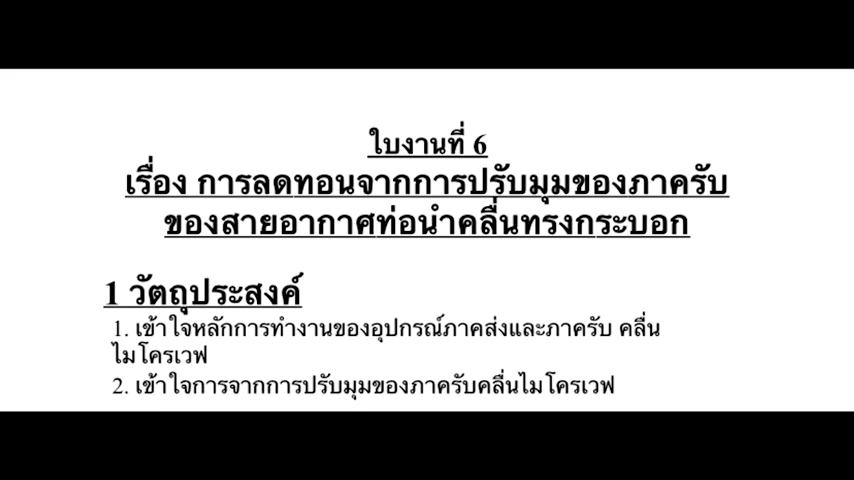 ใบงานที่ 6
เรื่อง การลดทอนจากการปรับมุมของภาครับ
ของสายอากาศท่อนำคลื่นทรงกระบอก
1 วัตถุประสงค์
1. เข้าใจหลักการทำงานของอุปกรณ์ภาคส่งและภาครับ คลื่น
ไมโครเวฟ
2. เข้าใจการจากการปรับมุมของภาครับคลื่นไมโครเวฟ